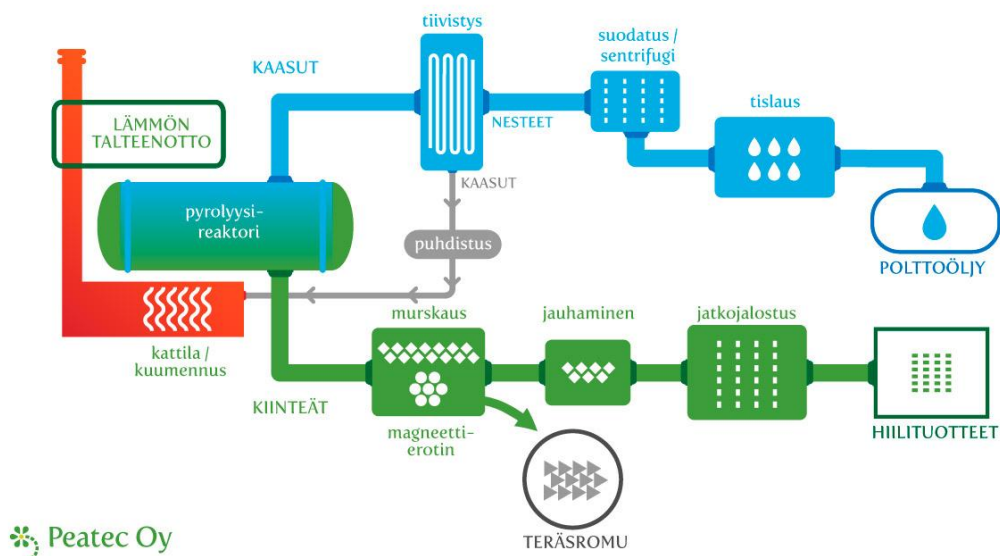 tiivistys
suodatus /
sentrifugi
KAASUT
tislaus
NESTEET
LÄMMÖN
TALTEENOTTO
KAASUT
pyrolyysi-
reaktori
puhdistus
POLTTOÖLJY
murskaus
jauhaminen
jatkojalostus
kattila /
kuumennus
KIINTEÄT
magneetti-
erotin
HIILITUOTTEET
TERÄSROMU
Peatec Oy